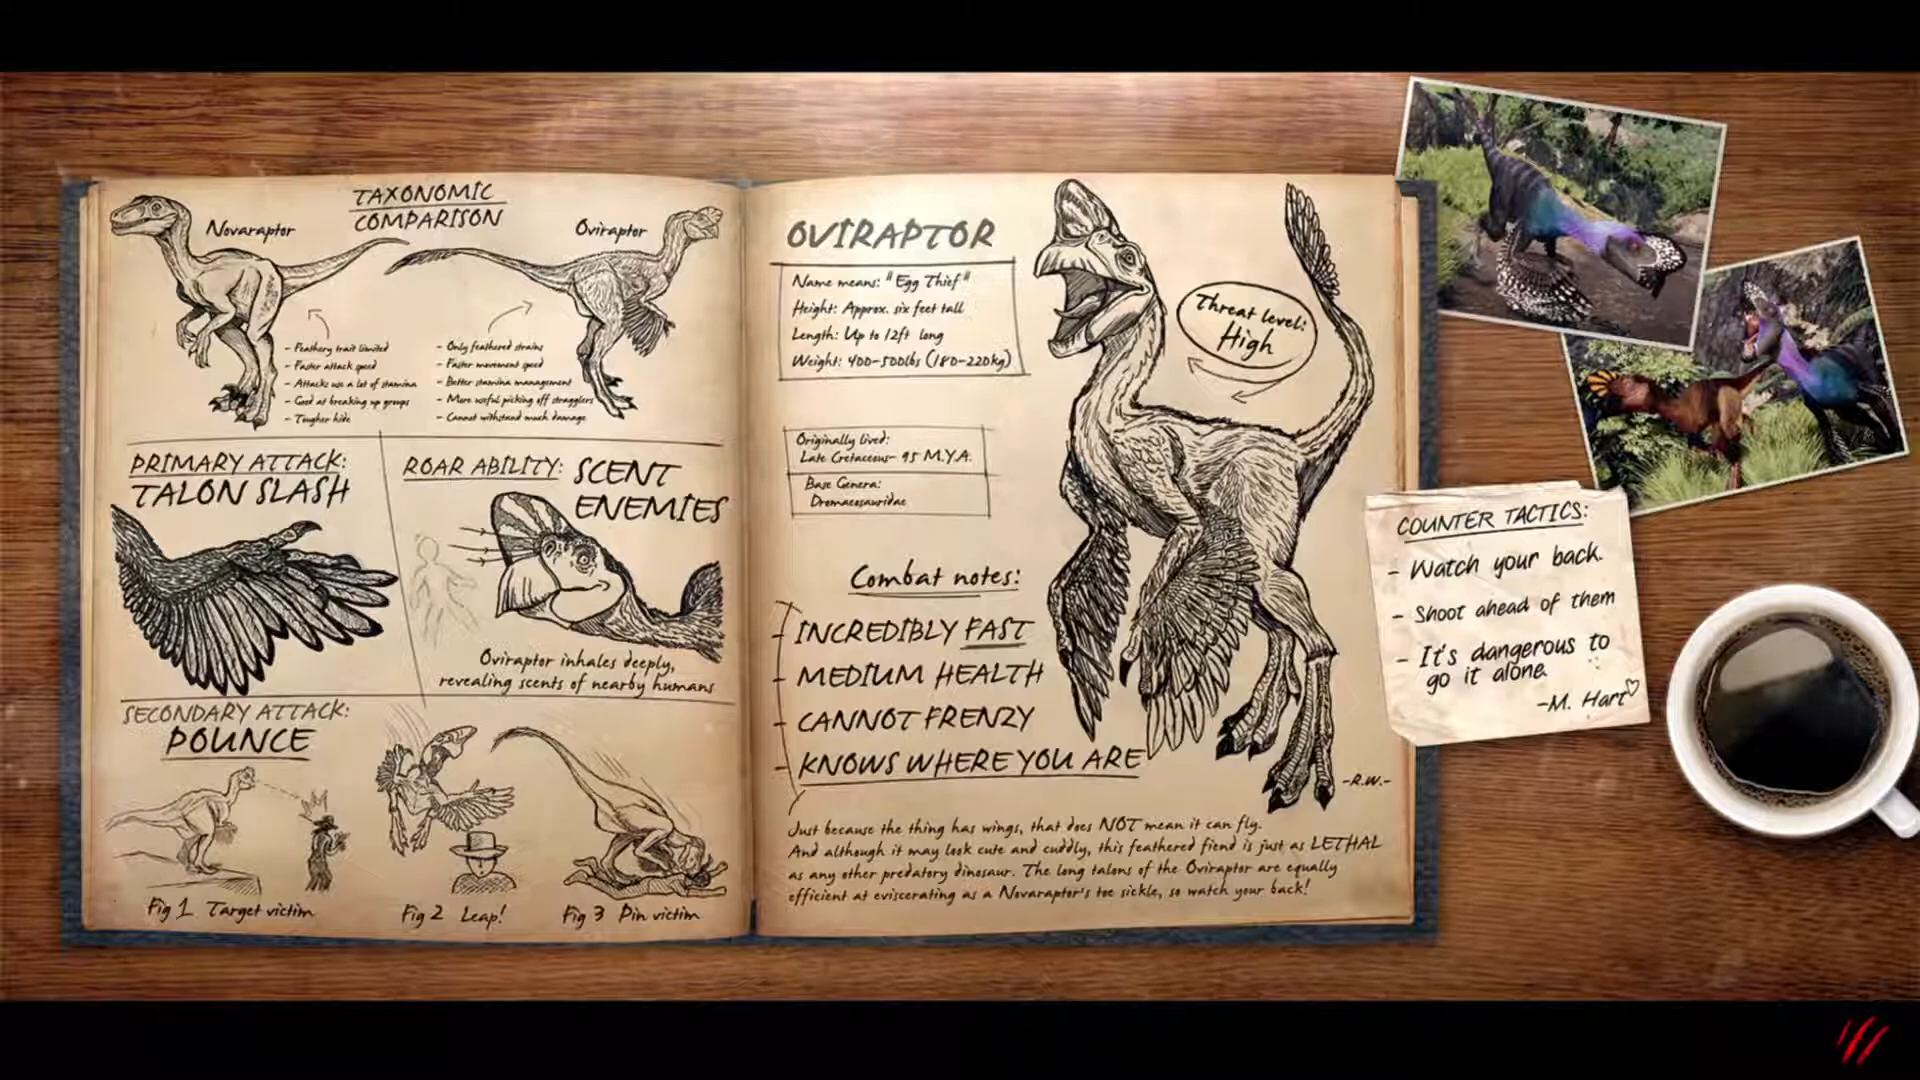 TAXONOMIC
COMPARISON
Novaraptor
Oviraptor
- Feathery trait limited
- Faster attack speed
- Attacks use a lot of stamina
- Good at breaking up groups
- Tougher hide
- Only feathered strains
- Faster movement speed
- Better stamina management
- More useful picking off stragglers
- Cannot withstand much damage
PRIMARY ATTACK:
TALON SLASH
ROAR ABILITY: SCENT
ENEMIES
Oviraptor inhales deeply,
revealing scents of nearby humans
SECONDARY ATTACK:
POUNCE
Fig 1 Target victim
Fig 2 Leap!
Fig 3 Pin victim
OVIRAPTOR
Name means: "Egg Thief"
Height: Approx. six feet tall
Length: Up to 12ft long
Weight: 400-500lbs (180-220kg)
Threat level:
High
Originally lived:
Late Cretaceous- 95 M.Y.A.
Base Genera:
Dromaeosauridae
Combat notes:
- INCREDIBLY FAST
- MEDIUM HEALTH
- CANNOT FRENZY
- KNOWS WHERE YOU ARE
-R.W.-
Just because the thing has wings, that does NOT mean it can fly.
And although it may look cute and cuddly, this feathered fiend is just as LETHAL
as any other predatory dinosaur. The long talons of the Oviraptor are equally
efficient at eviscerating as a Novaraptor's toe sickle, so watch your back!
COUNTER TACTICS:
- Watch your back.
- Shoot ahead of them
- It's dangerous to
go it alone.
-M. Hart♡